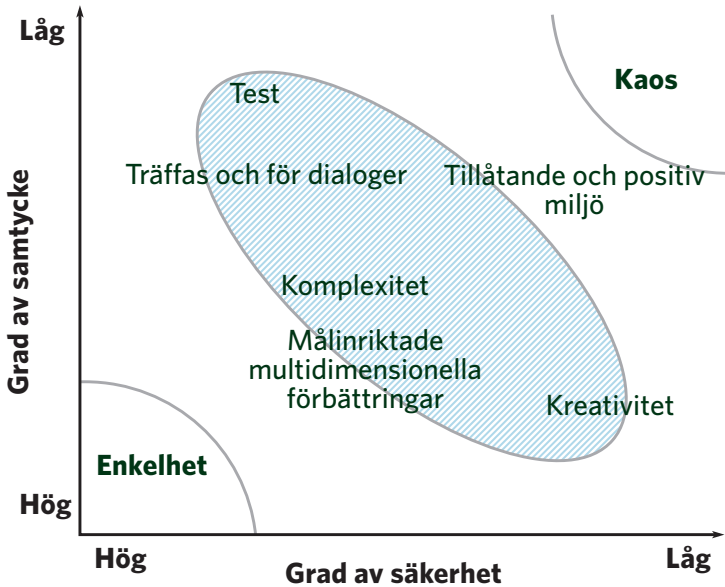 Låg
Kaos
Test
Träffas och för dialoger
Tillåtande och positiv
miljö
Grad av samtycke
Komplexitet
Målinriktade
multidimensionella
förbättringar
Kreativitet
Enkelhet
Hög
Hög
Grad av säkerhet
Låg